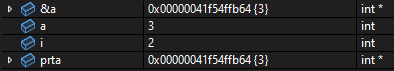 &a 0x00000041f54ffb64 {3} int *
a 3 int
i 2 int
prta 0x00000041f54ffb64 {3} int *